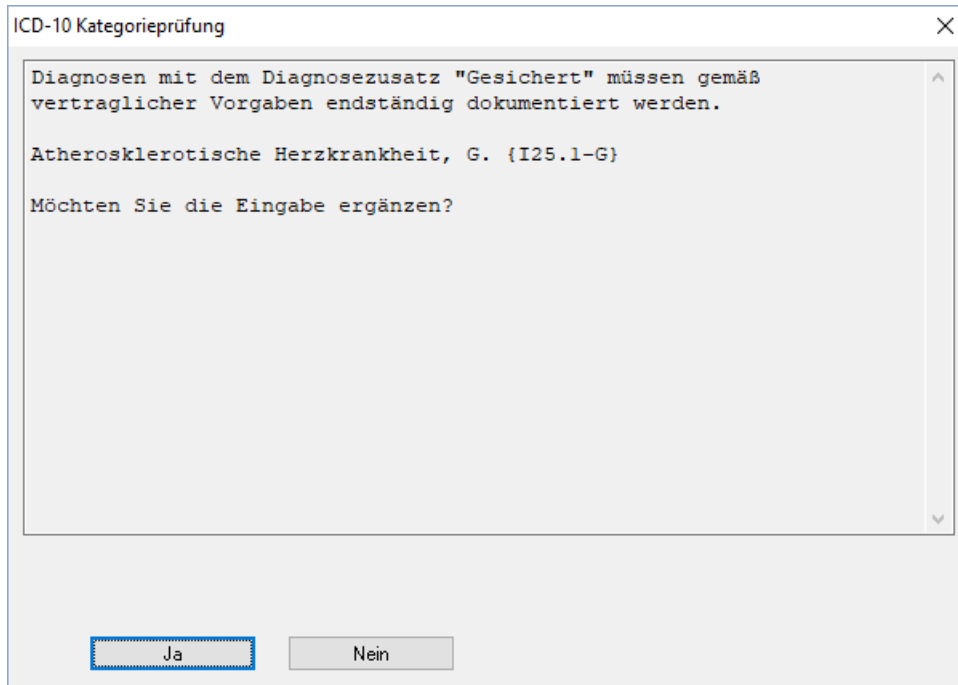 ICD-10 Kategorieprüfung
Diagnosen mit dem Diagnosezusatz "Gesichert" müssen gemäß
vertraglicher Vorgaben endständig dokumentiert werden.
Atherosklerotische Herzkrankheit, G. {I25.1-G}
Möchten Sie die Eingabe ergänzen?
Ja
Nein